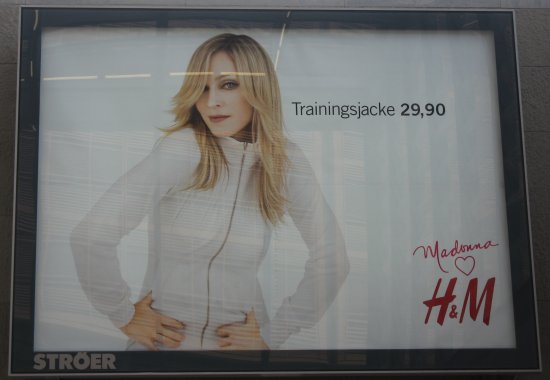 Trainingsjacke 29,90
Madonna
H&M
STRÖER